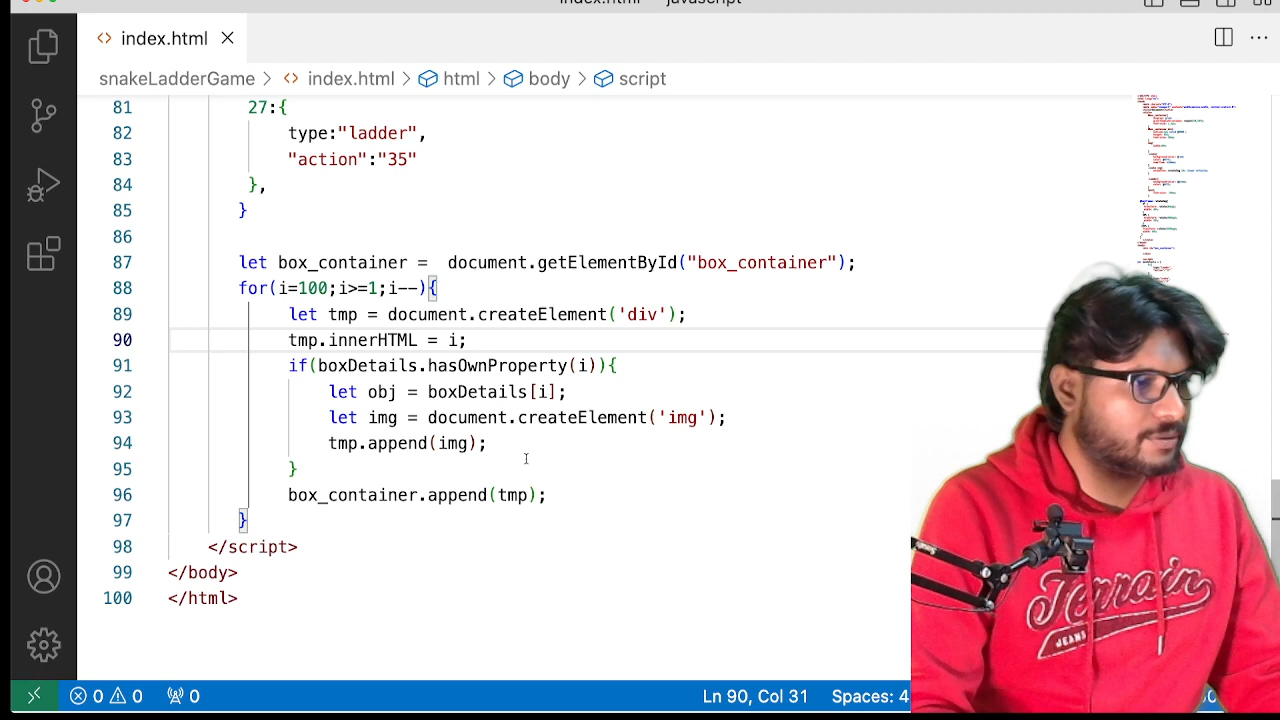 index.html
snakeLadderGame > index.html > html > body > script
81 27:{
82 type:"ladder",
83 "action":"35"
84 },
85 }
86
87 let box_container = document.getElementById("box_container");
88 for(i=100;i>=1;i--){
89 let tmp = document.createElement('div');
90 tmp.innerHTML = i;
91 if(boxDetails.hasOwnProperty(i)){
92 let obj = boxDetails[i];
93 let img = document.createElement('img');
94 tmp.append(img);
95 }
96 box_container.append(tmp);
97 }
98 </script>
99 </body>
100 </html>
0 0 0
Ln 90, Col 31 Spaces: 4
Terrain
JEANS